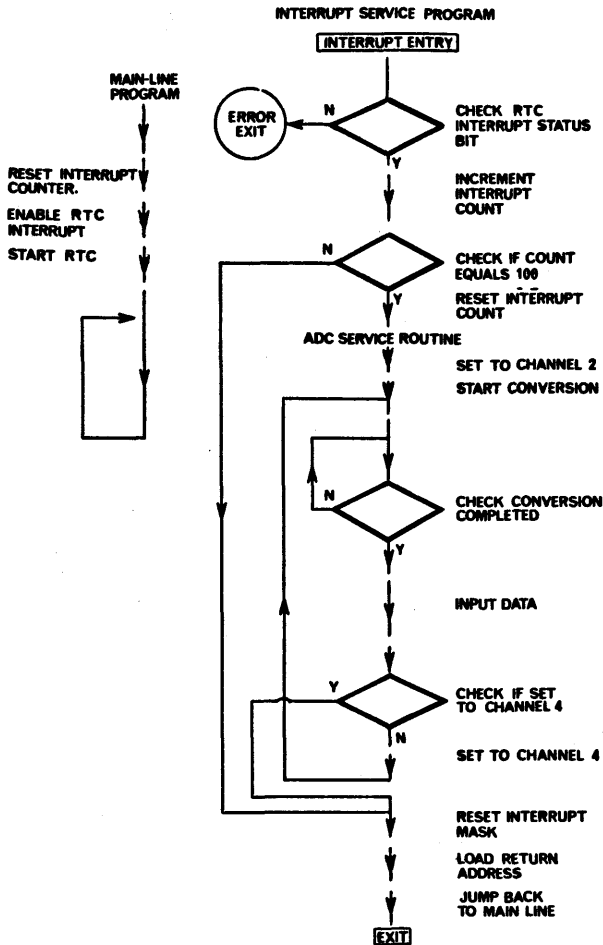 INTERRUPT SERVICE PROGRAM
INTERRUPT ENTRY
MAIN-LINE
PROGRAM
RESET INTERRUPT
COUNTER.
ENABLE RTC
INTERRUPT
START RTC
N
ERROR
EXIT
CHECK RTC
INTERRUPT STATUS
BIT
Y
INCREMENT
INTERRUPT
COUNT
N
CHECK IF COUNT
EQUALS 100
Y
RESET INTERRUPT
COUNT
ADC SERVICE ROUTINE
SET TO CHANNEL 2
START CONVERSION
N
CHECK CONVERSION
COMPLETED
Y
INPUT DATA
Y
CHECK IF SET
TO CHANNEL 4
N
SET TO CHANNEL 4
RESET INTERRUPT
MASK
LOAD RETURN
ADDRESS
JUMP BACK
TO MAIN LINE
EXIT